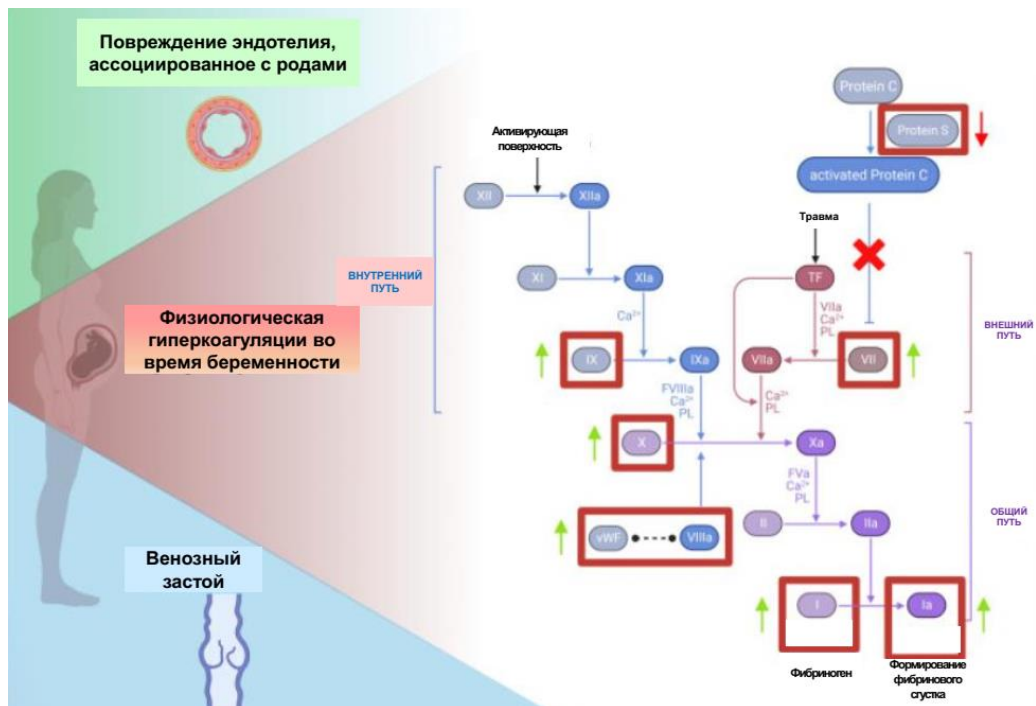 Повреждение эндотелия,
ассоциированное с родами
Protein C
Protein S
activated Protein C
Активирующая
поверхность
XII
XIIa
Травма
ВНУТРЕННИЙ
ПУТЬ
XI
XIa
TF
Физиологическая
гиперкоагуляции во
время беременности
Ca²⁺
VIIa
Ca²⁺
PL
ВНЕШНИЙ
ПУТЬ
IX
IXa
VIIa
VII
FVIIIa
Ca²⁺
PL
Ca²⁺
PL
X
Xa
FVa
Ca²⁺
PL
ОБЩИЙ
ПУТЬ
vWF
VIIIa
II
IIa
Венозный
застой
I
Ia
Фибриноген
Формирование
фибринового
сгустка